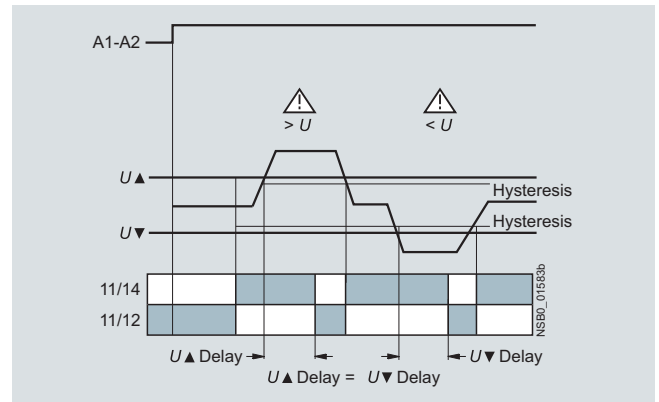 A1-A2
> U
< U
U▲
Hysteresis
Hysteresis
U▼
11/14
11/12
NSB0_01583b
U▲ Delay
U▼ Delay
U▲ Delay = U▼ Delay